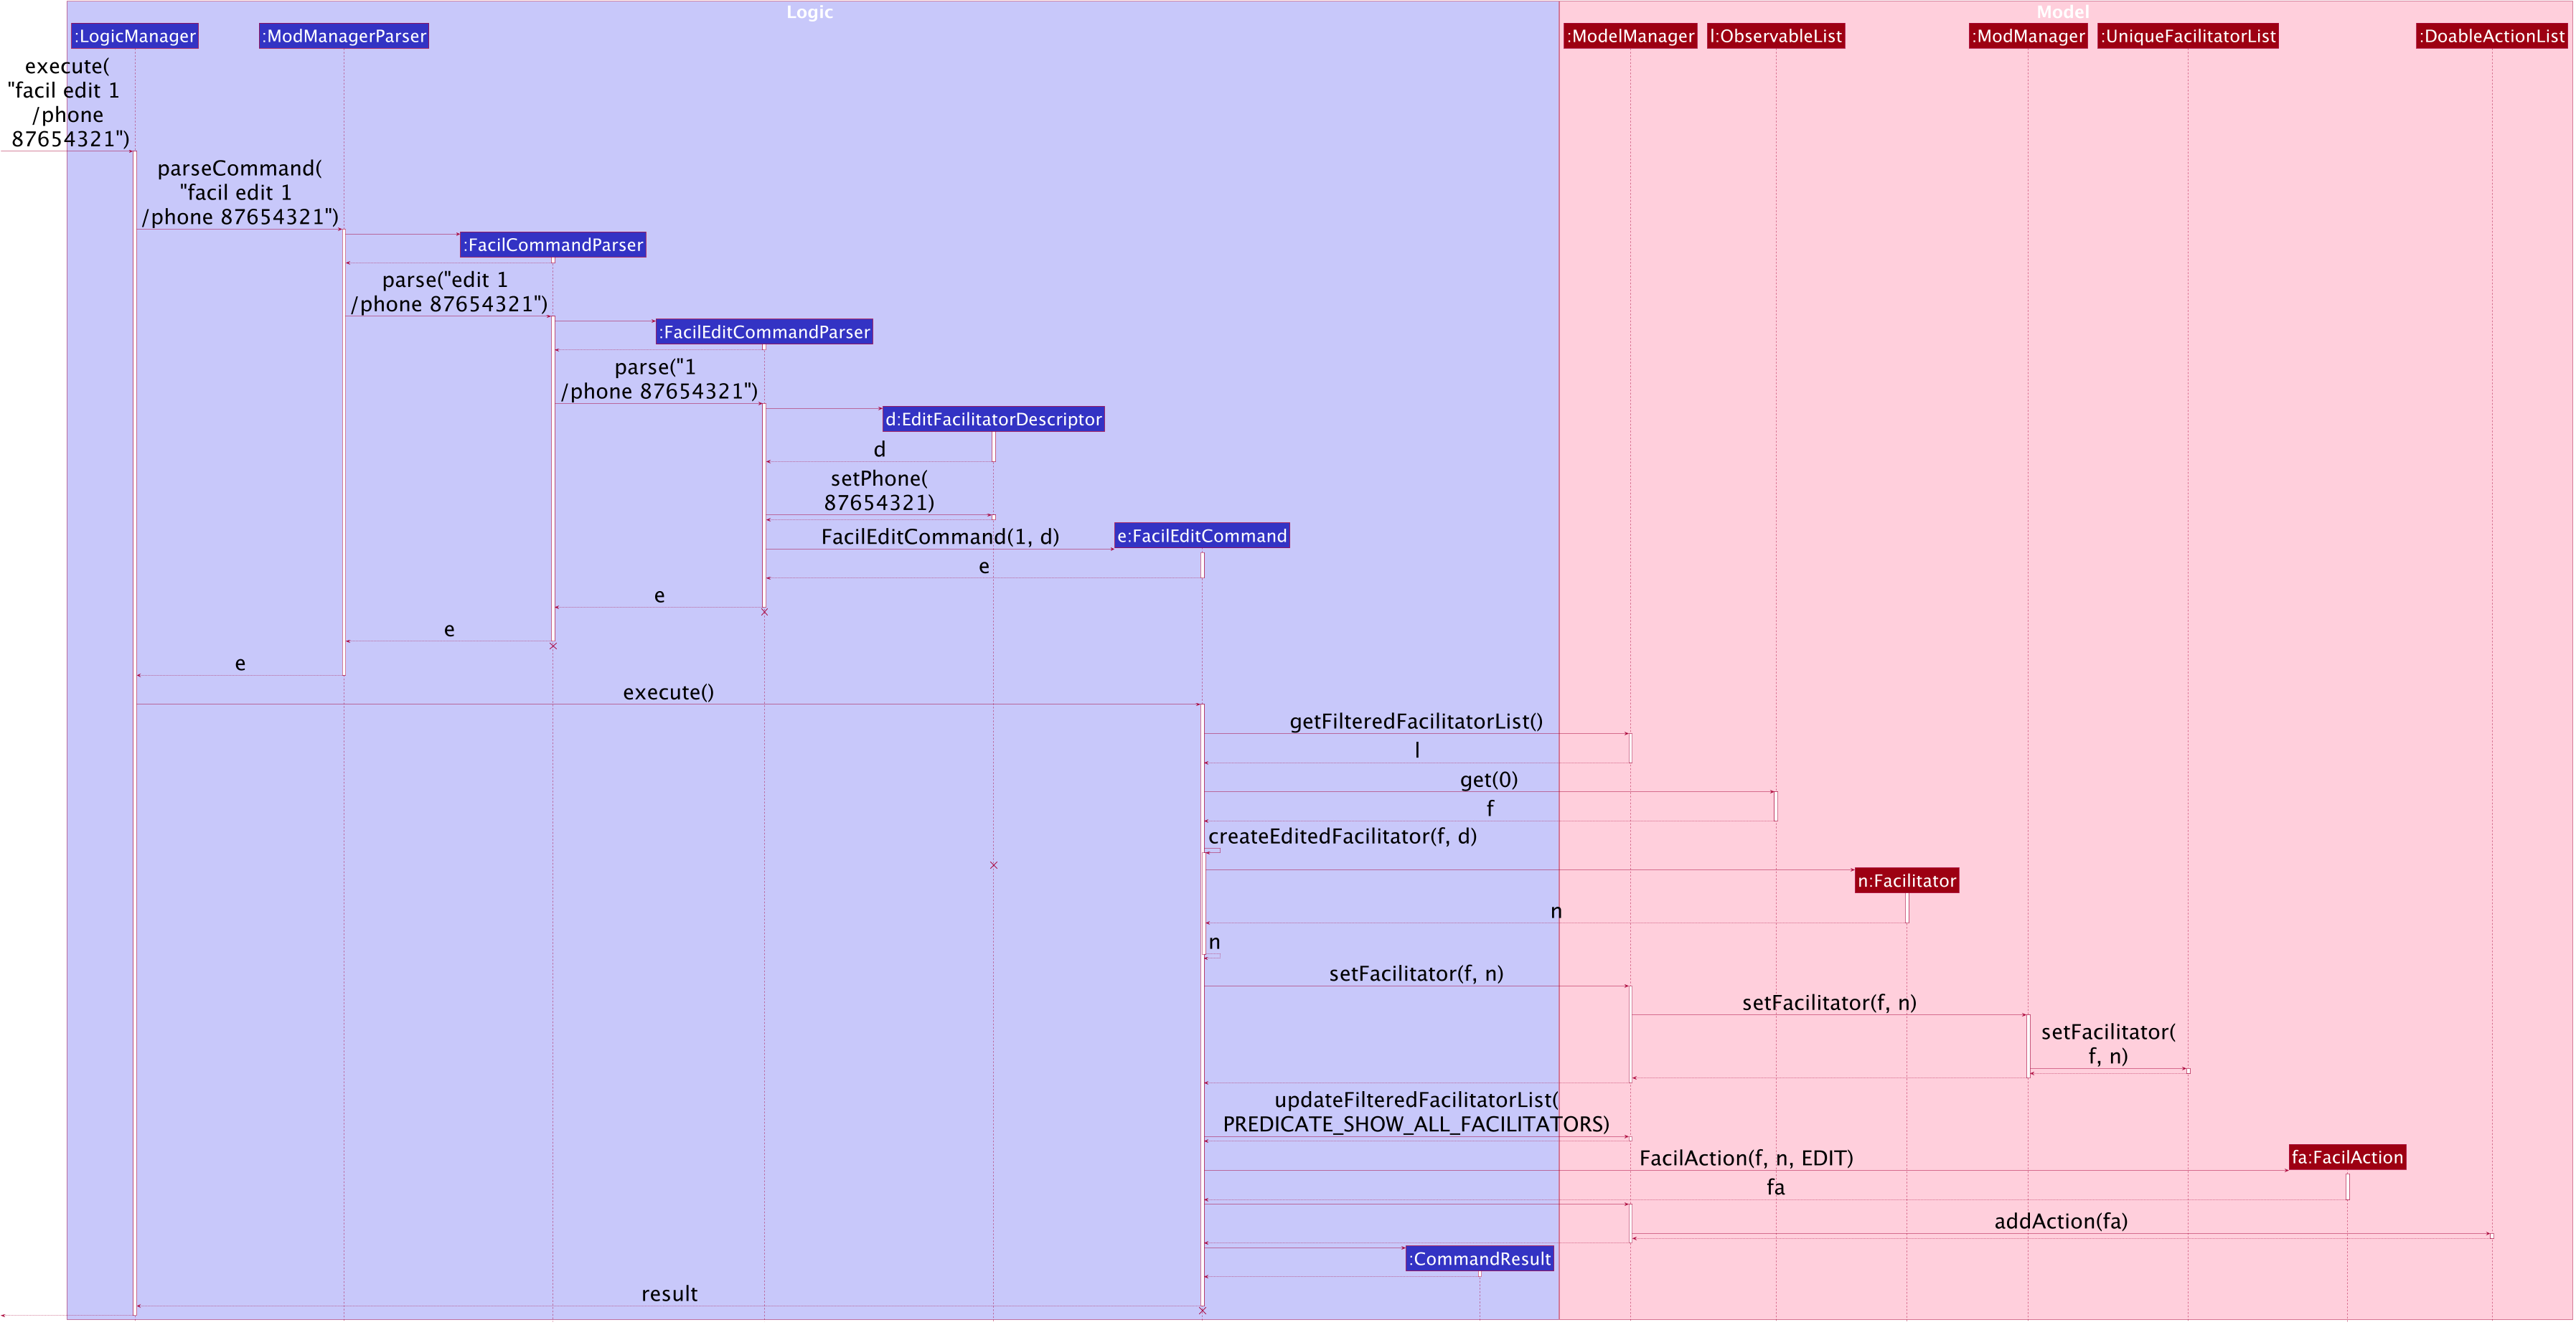 Logic
Model
:LogicManager
:ModManagerParser
:ModelManager
l:ObservableList
:ModManager
:UniqueFacilitatorList
:DoableActionList
execute(
"facil edit 1
/phone
87654321")
parseCommand(
"facil edit 1
/phone 87654321")
:FacilCommandParser
parse("edit 1
/phone 87654321")
:FacilEditCommandParser
parse("1
/phone 87654321")
d:EditFacilitatorDescriptor
d
setPhone(
87654321)
FacilEditCommand(1, d)
e:FacilEditCommand
e
e
e
e
execute()
getFilteredFacilitatorList()
l
get(0)
f
createEditedFacilitator(f, d)
n:Facilitator
n
n
setFacilitator(f, n)
setFacilitator(f, n)
setFacilitator(
f, n)
updateFilteredFacilitatorList(
PREDICATE_SHOW_ALL_FACILITATORS)
FacilAction(f, n, EDIT)
fa:FacilAction
fa
addAction(fa)
:CommandResult
result